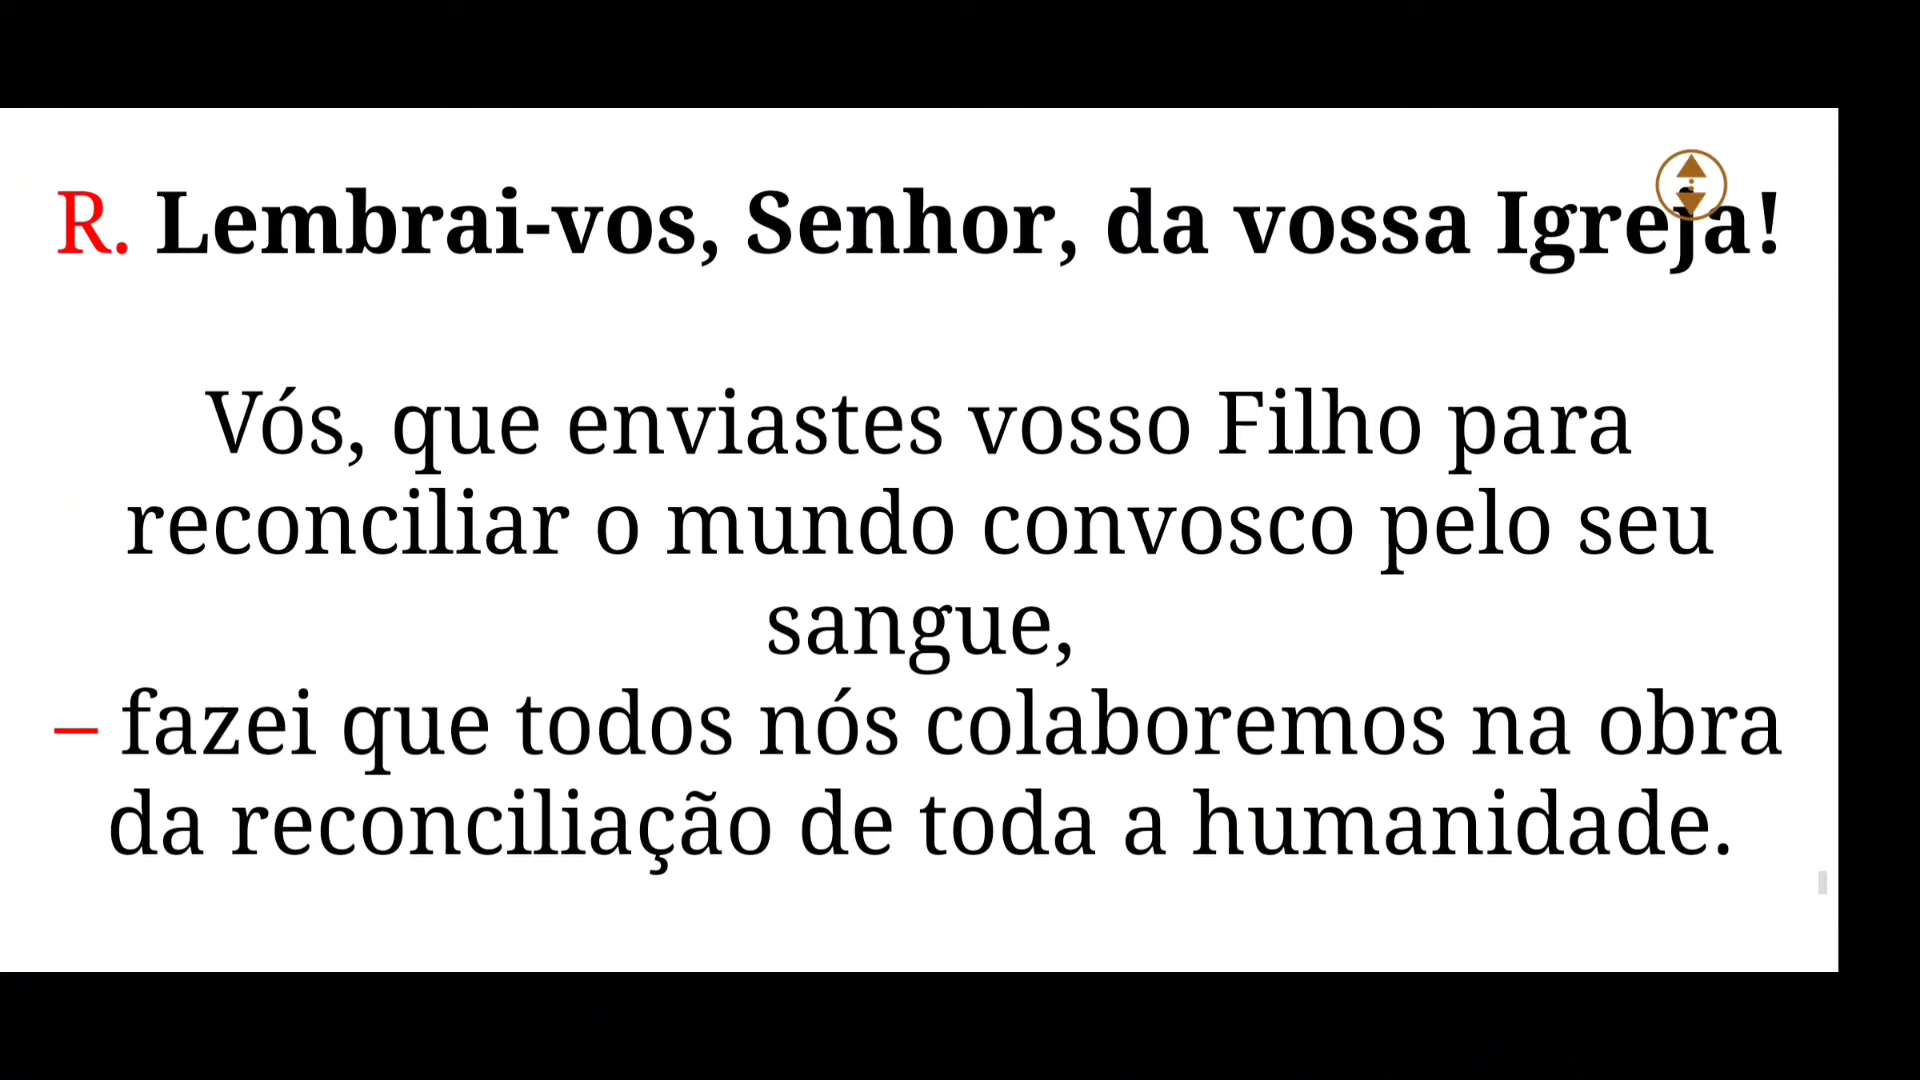 R. Lembrai-vos, Senhor, da vossa Igreja!
Vós, que enviastes vosso Filho para
reconciliar o mundo convosco pelo seu
sangue,
– fazei que todos nós colaboremos na obra
da reconciliação de toda a humanidade.